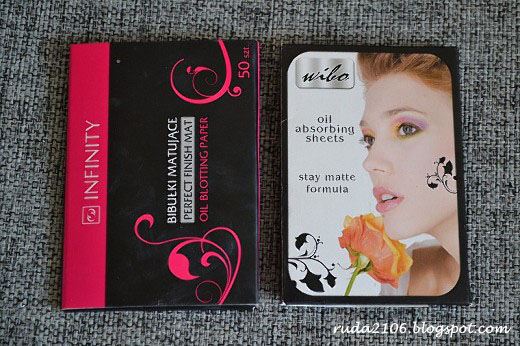 INFINITY
BIBUŁKI MATUJĄCE
PERFECT FINISH MAT
OIL BLOTTING PAPER
50 szt.
wibo
oil
absorbing
sheets
stay matte
formula
ruda2106.blogspot.com